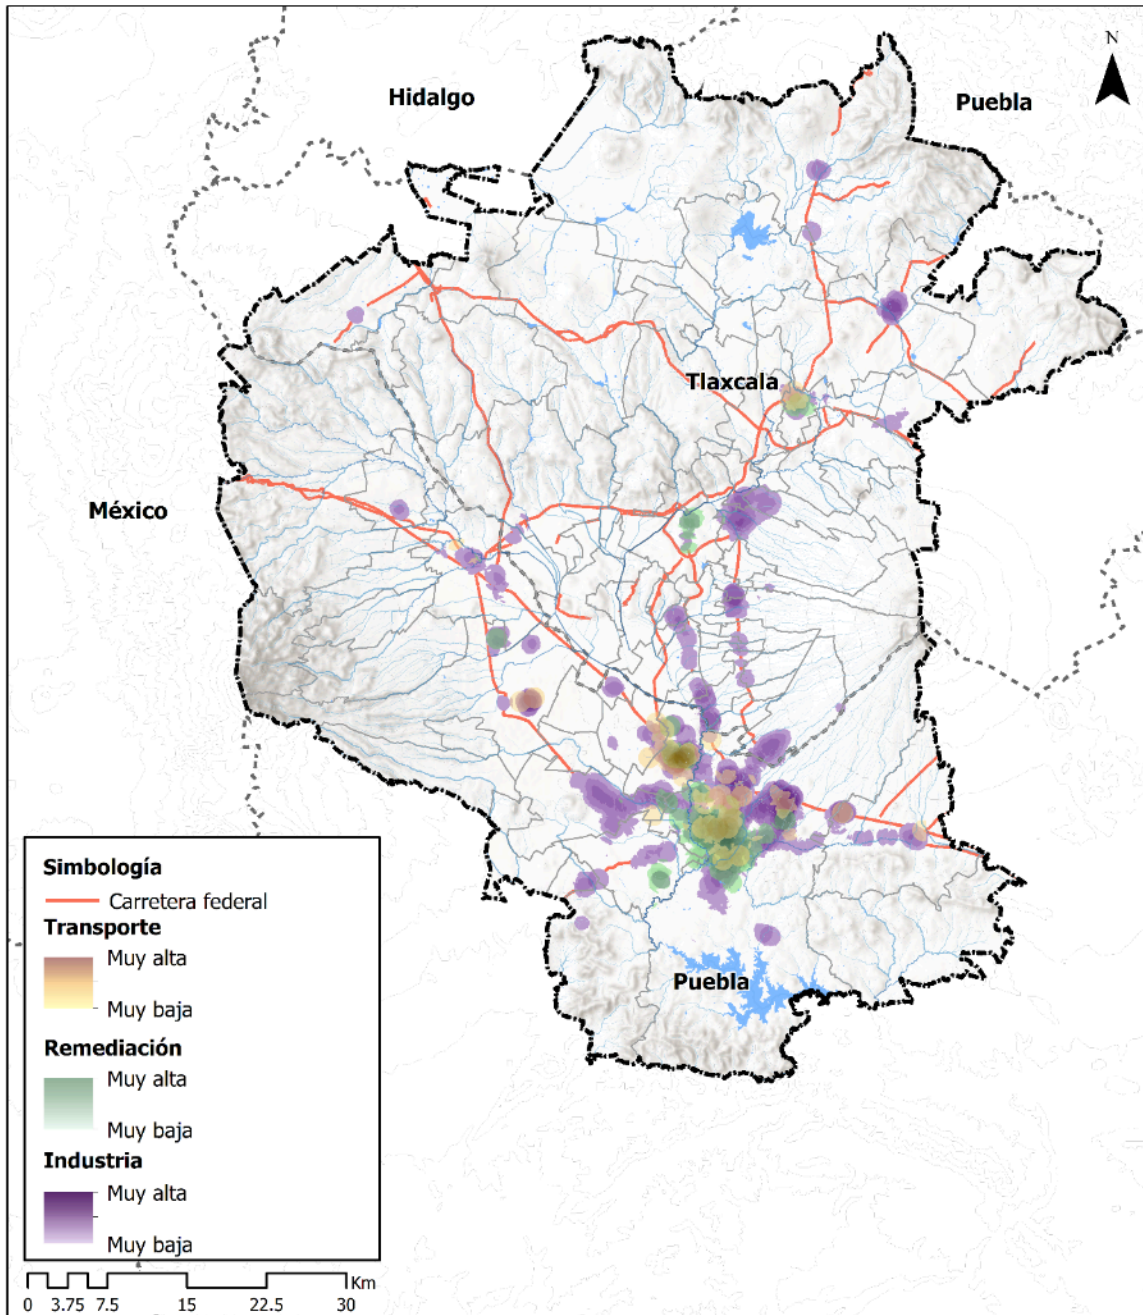 N
Hidalgo
Puebla
Tlaxcala
México
Puebla
Simbología
Carretera federal
Transporte
Muy alta
Muy baja
Remediación
Muy alta
Muy baja
Industria
Muy alta
Muy baja
Km
0 3.75 7.5 15 22.5 30